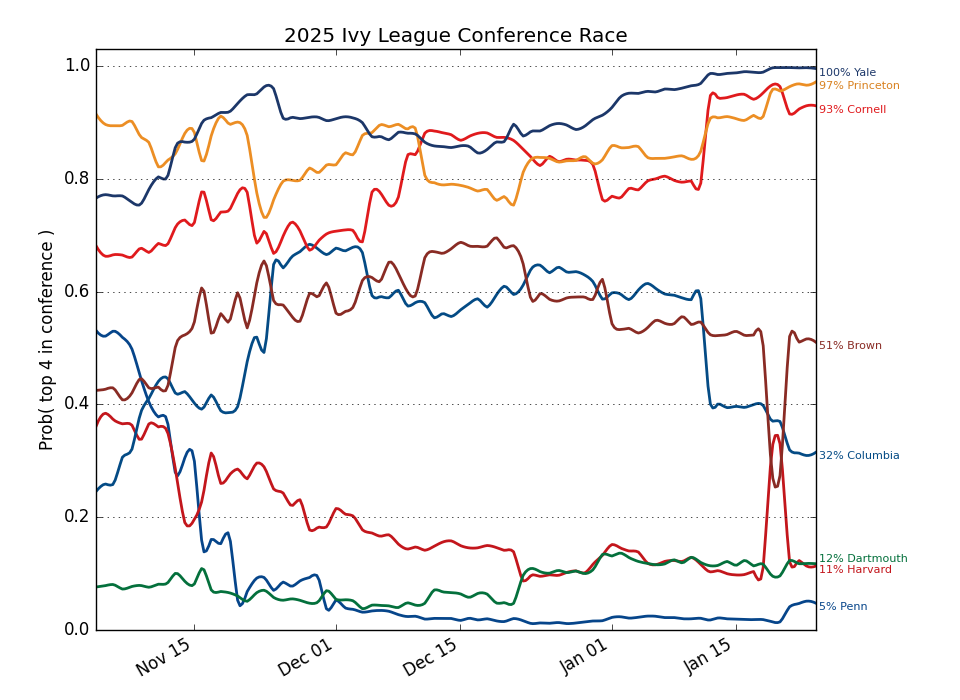 2025 Ivy League Conference Race
Prob( top 4 in conference )
1.0
0.8
0.6
0.4
0.2
0.0
Nov 15
Dec 01
Dec 15
Jan 01
Jan 15
100% Yale
97% Princeton
93% Cornell
51% Brown
32% Columbia
12% Dartmouth
11% Harvard
5% Penn